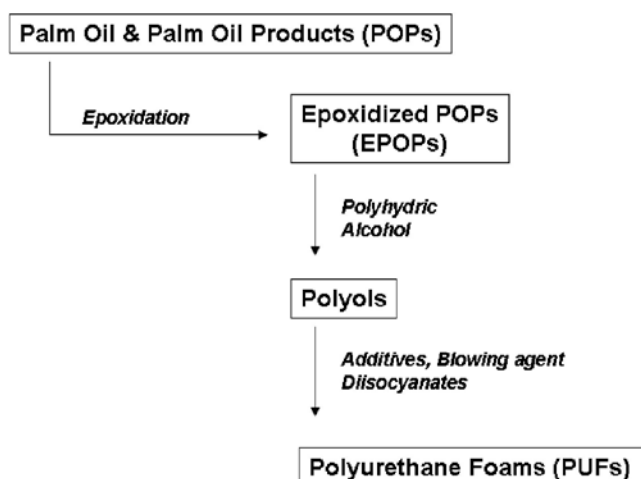 Palm Oil & Palm Oil Products (POPs)
Epoxidation
Epoxidized POPs
(EPOPs)
Polyhydric
Alcohol
Polyols
Additives, Blowing agent
Diisocyanates
Polyurethane Foams (PUFs)